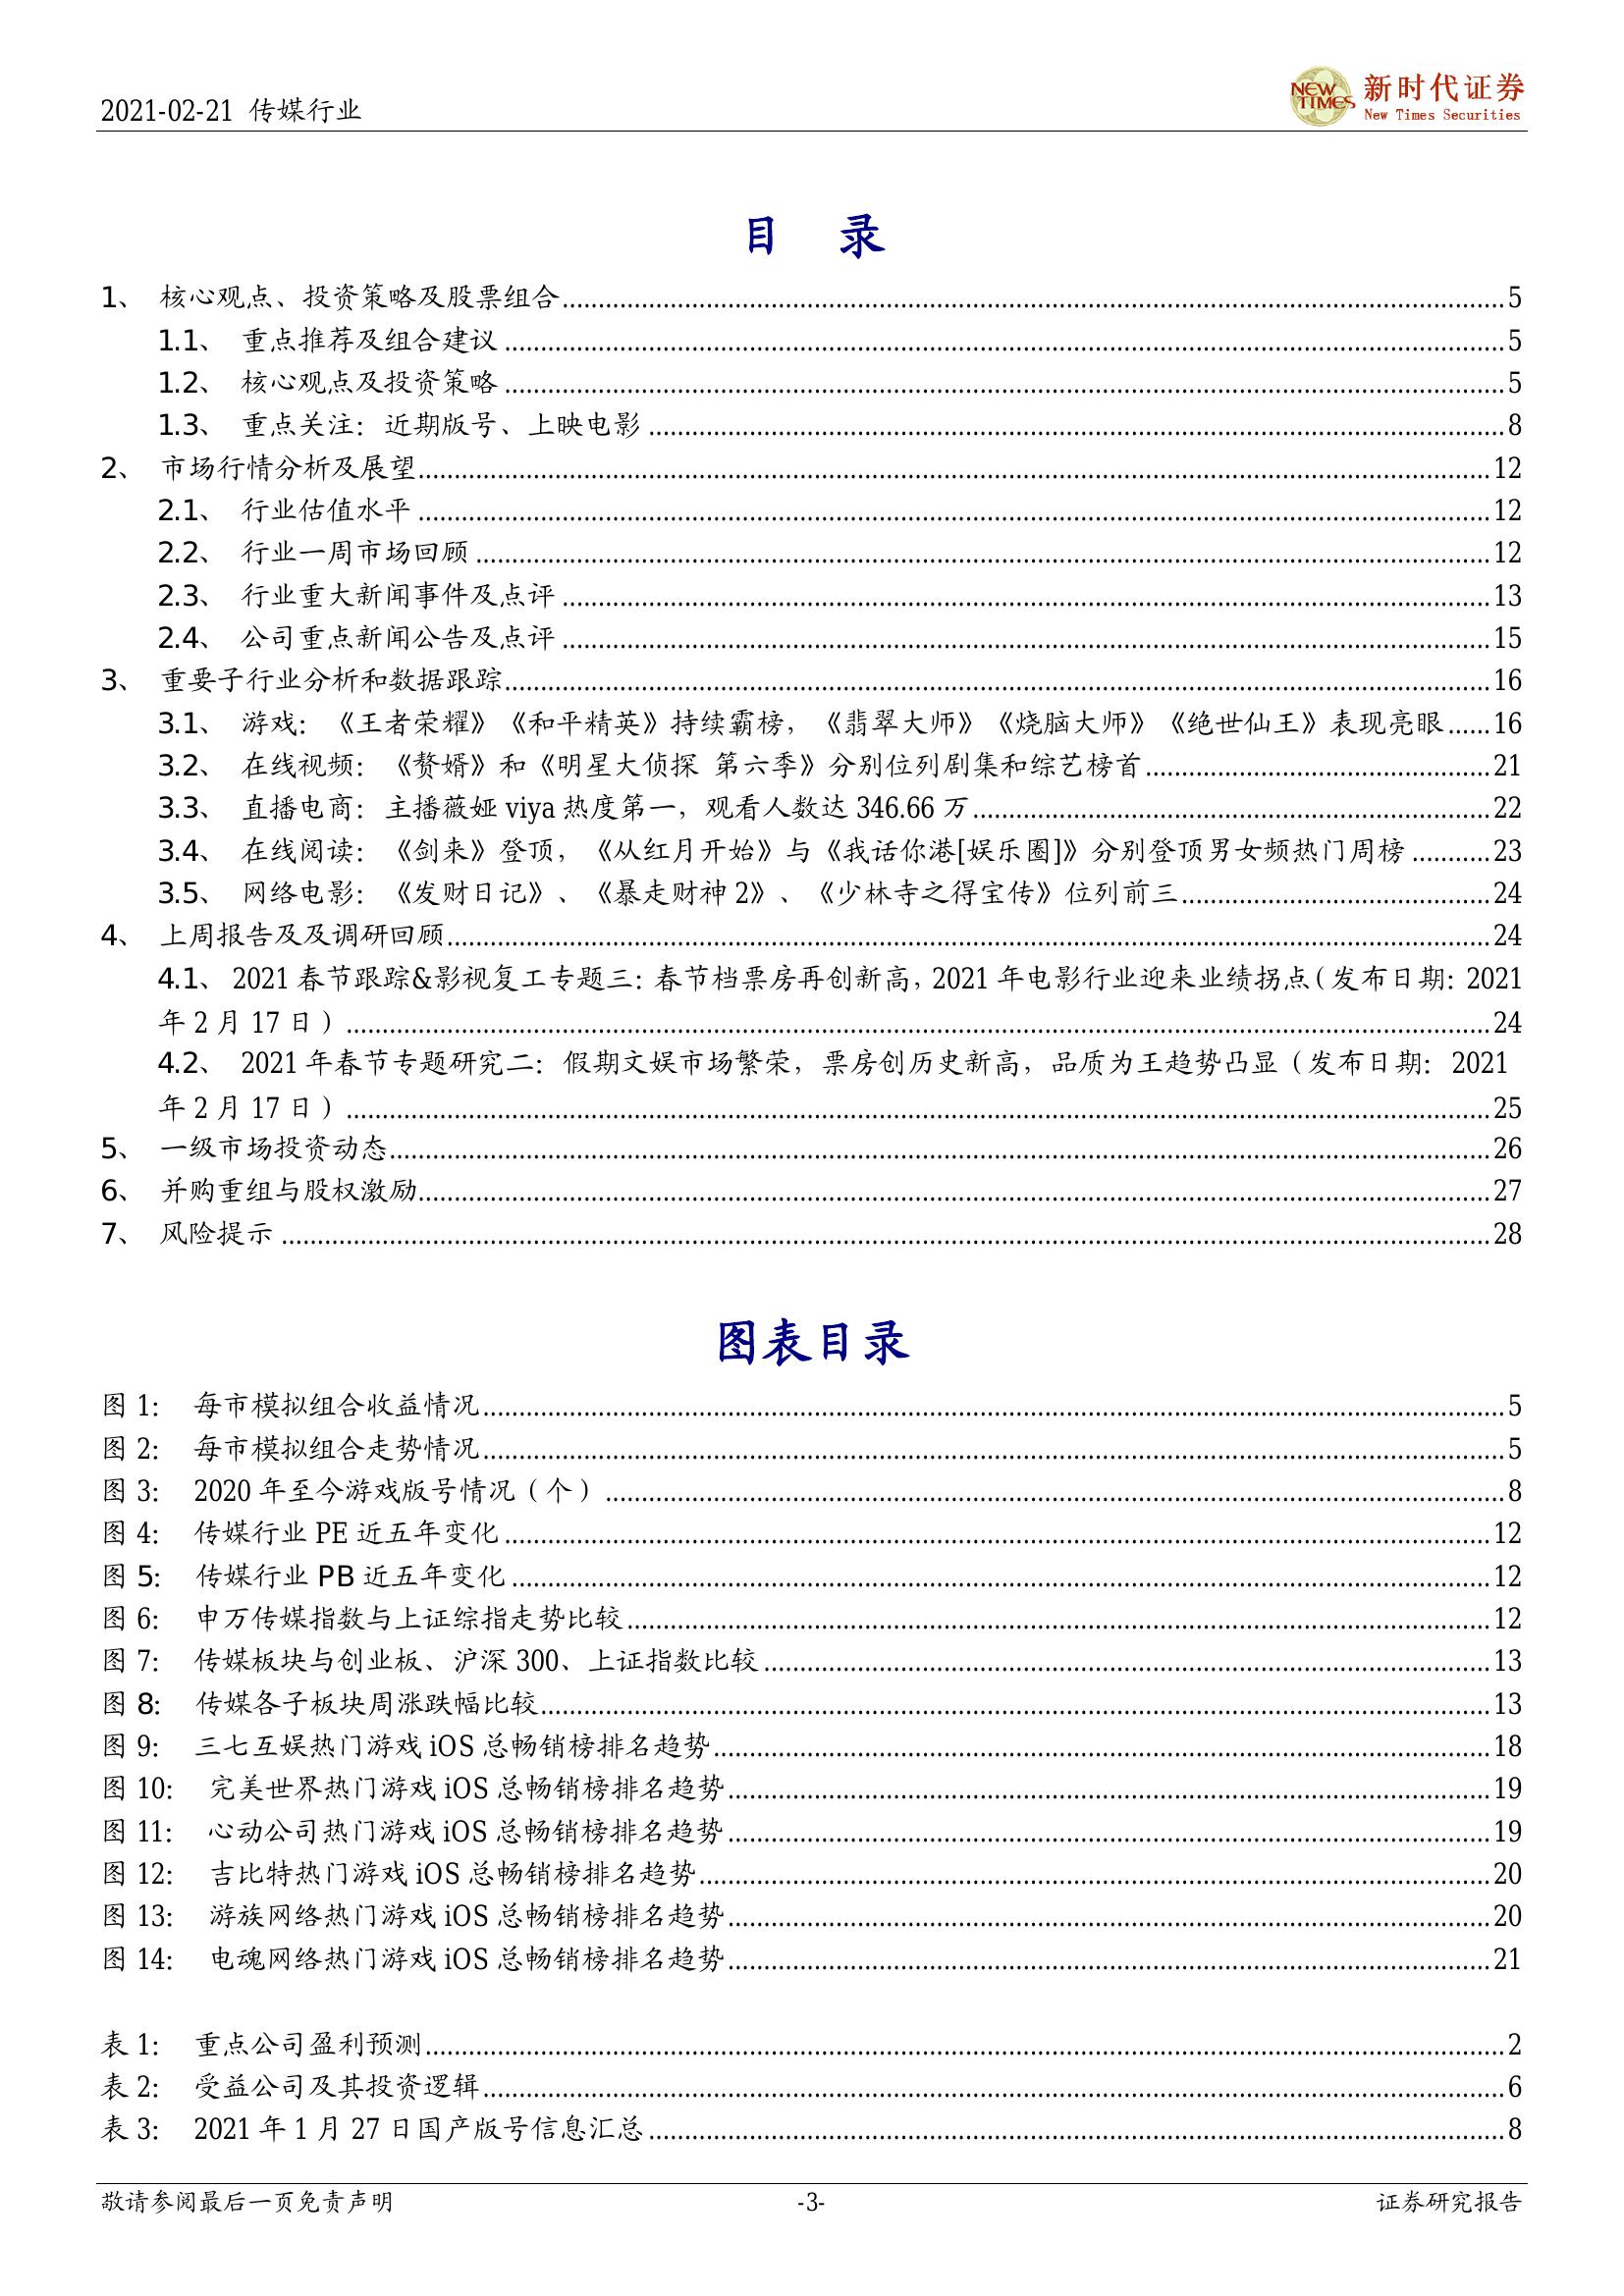 2021-02-21 传媒行业
NEW TIMES 新时代证券
New Times Securities
目 录
1、 核心观点、投资策略及股票组合 5
1.1、 重点推荐及组合建议 5
1.2、 核心观点及投资策略 5
1.3、 重点关注：近期版号、上映电影 8
2、 市场行情分析及展望 12
2.1、 行业估值水平 12
2.2、 行业一周市场回顾 12
2.3、 行业重大新闻事件及点评 13
2.4、 公司重点新闻公告及点评 15
3、 重要子行业分析和数据跟踪 16
3.1、 游戏：《王者荣耀》《和平精英》持续霸榜，《翡翠大师》《烧脑大师》《绝世仙王》表现亮眼 16
3.2、 在线视频：《赘婿》和《明星大侦探 第六季》分别位列剧集和综艺榜首 21
3.3、 直播电商：主播薇娅 viya 热度第一，观看人数达 346.66 万 22
3.4、 在线阅读：《剑来》登顶，《从红月开始》与《我话你港[娱乐圈]》分别登顶男女频热门周榜 23
3.5、 网络电影：《发财日记》、《暴走财神 2》、《少林寺之得宝传》位列前三 24
4、 上周报告及及调研回顾 24
4.1、 2021 春节跟踪&影视复工专题三：春节档票房再创新高，2021 年电影行业迎来业绩拐点（发布日期：2021
年 2 月 17 日） 24
4.2、 2021 年春节专题研究二：假期文娱市场繁荣，票房创历史新高，品质为王趋势凸显（发布日期：2021
年 2 月 17 日） 25
5、 一级市场投资动态 26
6、 并购重组与股权激励 27
7、 风险提示 28
图表目录
图 1： 每市模拟组合收益情况 5
图 2： 每市模拟组合走势情况 5
图 3： 2020 年至今游戏版号情况（个） 8
图 4： 传媒行业 PE 近五年变化 12
图 5： 传媒行业 PB 近五年变化 12
图 6： 申万传媒指数与上证综指走势比较 12
图 7： 传媒板块与创业板、沪深 300、上证指数比较 13
图 8： 传媒各子板块周涨跌幅比较 13
图 9： 三七互娱热门游戏 iOS 总畅销榜排名趋势 18
图 10： 完美世界热门游戏 iOS 总畅销榜排名趋势 19
图 11： 心动公司热门游戏 iOS 总畅销榜排名趋势 19
图 12： 吉比特热门游戏 iOS 总畅销榜排名趋势 20
图 13： 游族网络热门游戏 iOS 总畅销榜排名趋势 20
图 14： 电魂网络热门游戏 iOS 总畅销榜排名趋势 21
表 1： 重点公司盈利预测 2
表 2： 受益公司及其投资逻辑 6
表 3： 2021 年 1 月 27 日国产版号信息汇总 8
敬请参阅最后一页免责声明 -3- 证券研究报告